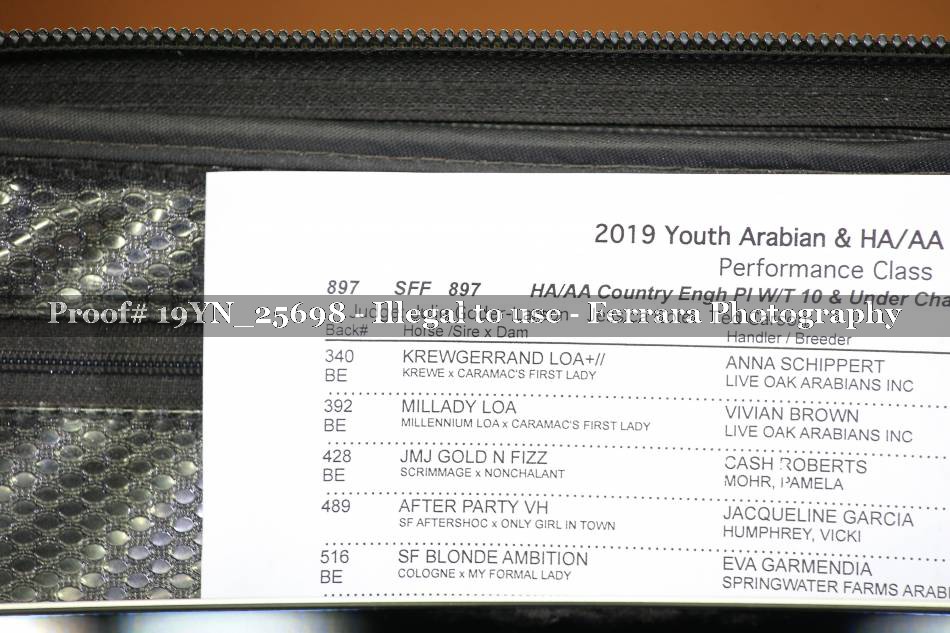 2019 Youth Arabian & HA/AA
Performance Class
897 SFF 897 HA/AA Country Engh Pl W/T 10 & Under Cha
Proof# 19YN_25698 - Illegal to use - Ferrara Photography
Back# Horse /Sire x Dam Handler / Breeder
340 KREWGERRAND LOA+// ANNA SCHIPPERT
BE KREWE x CARAMAC'S FIRST LADY LIVE OAK ARABIANS INC
392 MILLADY LOA VIVIAN BROWN
BE MILLENNIUM LOA x CARAMAC'S FIRST LADY LIVE OAK ARABIANS INC
428 JMJ GOLD N FIZZ CASH ROBERTS
BE SCRIMMAGE x NONCHALANT MOHR, PAMELA
489 AFTER PARTY VH JACQUELINE GARCIA
SF AFTERSHOC x ONLY GIRL IN TOWN HUMPHREY, VICKI
516 SF BLONDE AMBITION EVA GARMENDIA
BE COLOGNE x MY FORMAL LADY SPRINGWATER FARMS ARABI